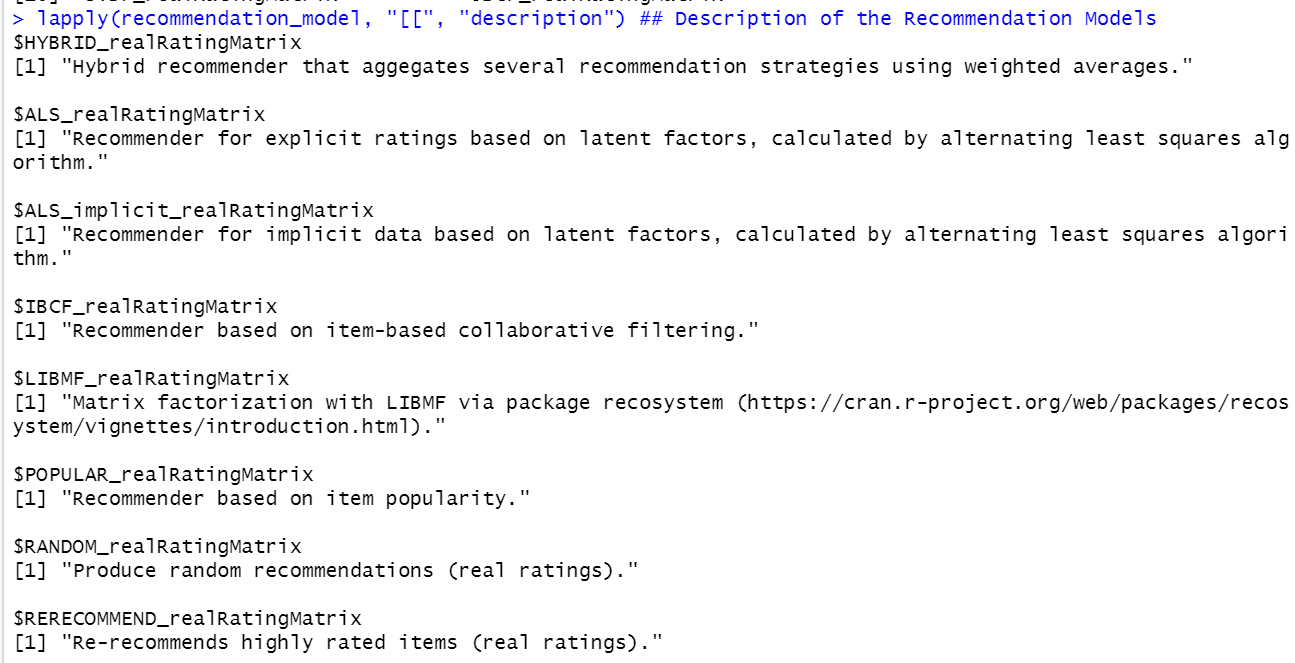 > lapply(recommendation_model, "[[", "description") ## Description of the Recommendation Models
$HYBRID_realRatingMatrix
[1] "Hybrid recommender that aggegates several recommendation strategies using weighted averages."
$ALS_realRatingMatrix
[1] "Recommender for explicit ratings based on latent factors, calculated by alternating least squares alg
orithm."
$ALS_implicit_realRatingMatrix
[1] "Recommender for implicit data based on latent factors, calculated by alternating least squares algori
thm."
$IBCF_realRatingMatrix
[1] "Recommender based on item-based collaborative filtering."
$LIBMF_realRatingMatrix
[1] "Matrix factorization with LIBMF via package recosystem (https://cran.r-project.org/web/packages/recos
ystem/vignettes/introduction.html)."
$POPULAR_realRatingMatrix
[1] "Recommender based on item popularity."
$RANDOM_realRatingMatrix
[1] "Produce random recommendations (real ratings)."
$RERECOMMEND_realRatingMatrix
[1] "Re-recommends highly rated items (real ratings)."